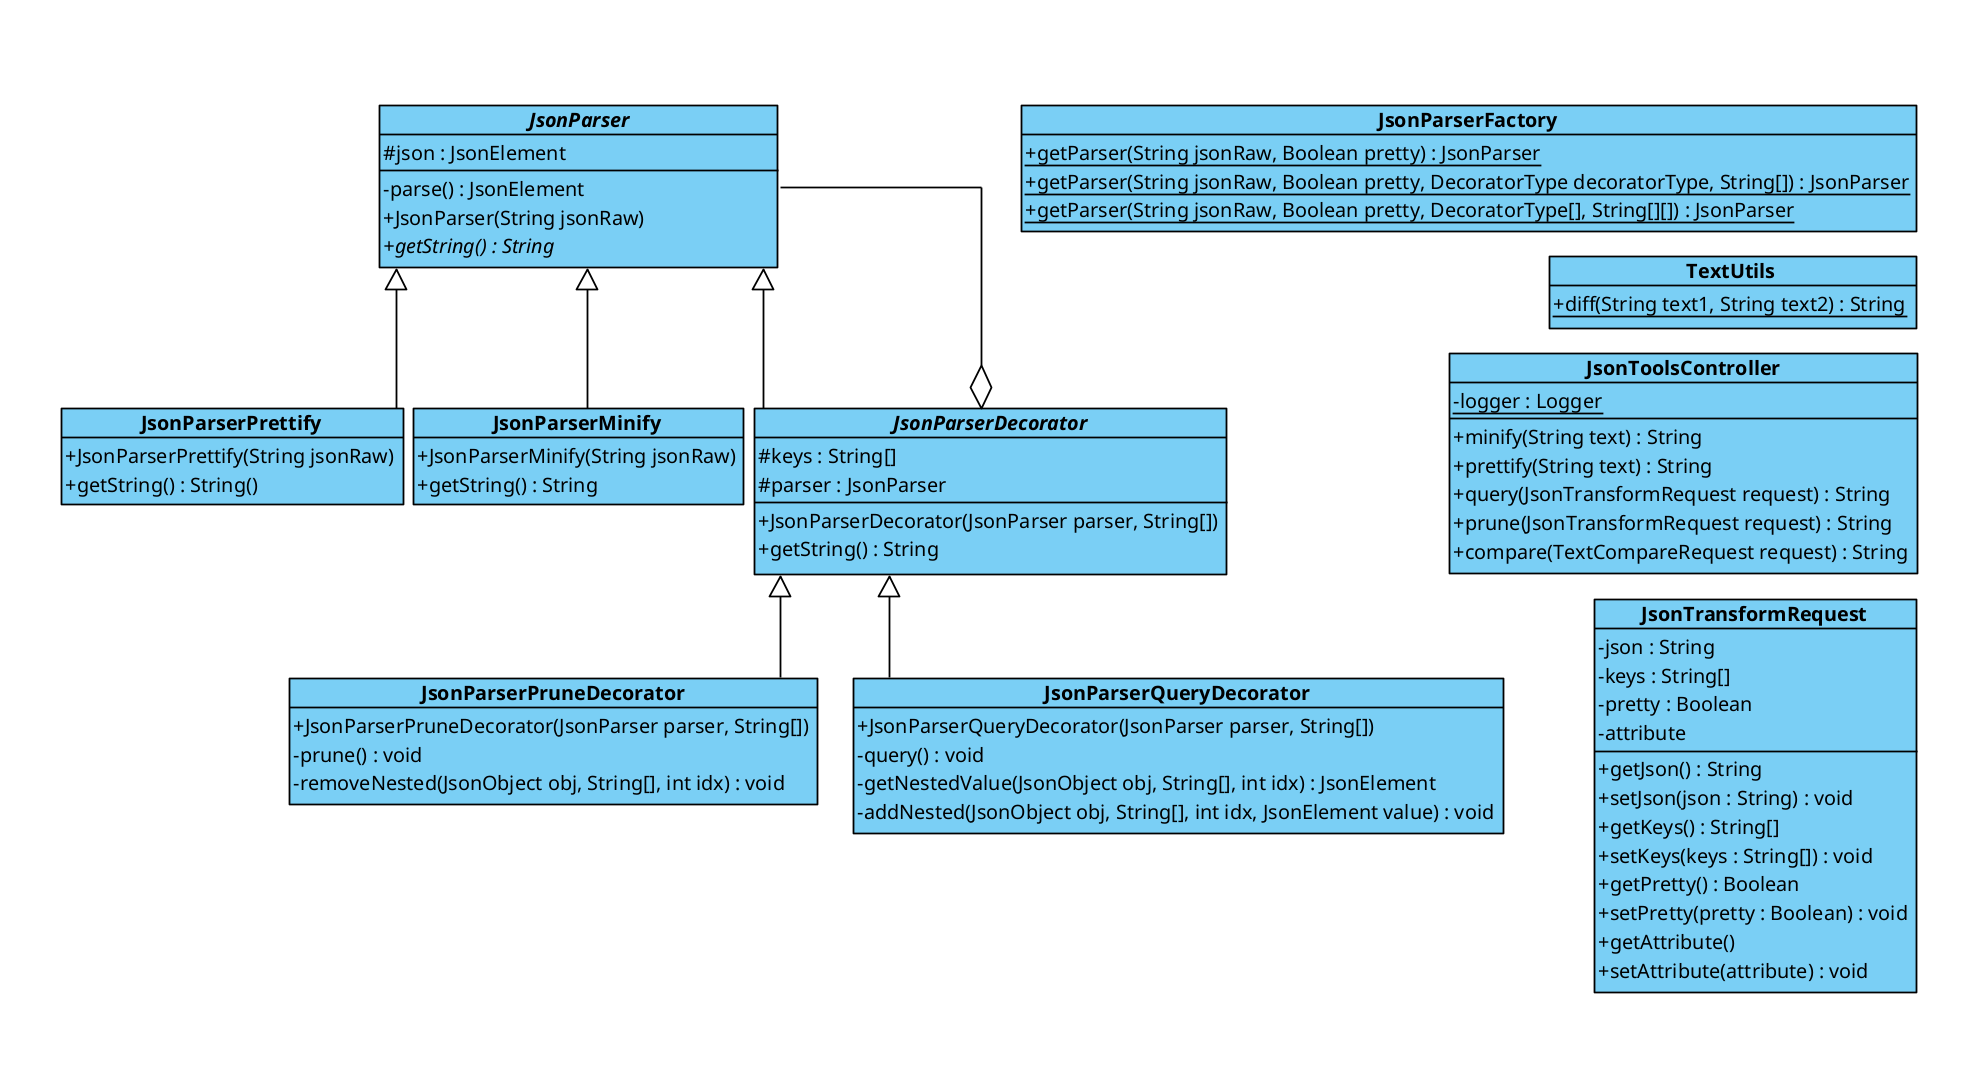 JsonParser
#json : JsonElement
-parse() : JsonElement
+JsonParser(String jsonRaw)
+getString() : String
JsonParserFactory
+getParser(String jsonRaw, Boolean pretty) : JsonParser
+getParser(String jsonRaw, Boolean pretty, DecoratorType decoratorType, String[]) : JsonParser
+getParser(String jsonRaw, Boolean pretty, DecoratorType[], String[][]) : JsonParser
TextUtils
+diff(String text1, String text2) : String
JsonToolsController
-logger : Logger
+minify(String text) : String
+prettify(String text) : String
+query(JsonTransformRequest request) : String
+prune(JsonTransformRequest request) : String
+compare(TextCompareRequest request) : String
JsonParserPrettify
+JsonParserPrettify(String jsonRaw)
+getString() : String()
JsonParserMinify
+JsonParserMinify(String jsonRaw)
+getString() : String
JsonParserDecorator
#keys : String[]
#parser : JsonParser
+JsonParserDecorator(JsonParser parser, String[])
+getString() : String
JsonParserPruneDecorator
+JsonParserPruneDecorator(JsonParser parser, String[])
-prune() : void
-removeNested(JsonObject obj, String[], int idx) : void
JsonParserQueryDecorator
+JsonParserQueryDecorator(JsonParser parser, String[])
-query() : void
-getNestedValue(JsonObject obj, String[], int idx) : JsonElement
-addNested(JsonObject obj, String[], int idx, JsonElement value) : void
JsonTransformRequest
-json : String
-keys : String[]
-pretty : Boolean
-attribute
+getJson() : String
+setJson(json : String) : void
+getKeys() : String[]
+setKeys(keys : String[]) : void
+getPretty() : Boolean
+setPretty(pretty : Boolean) : void
+getAttribute()
+setAttribute(attribute) : void